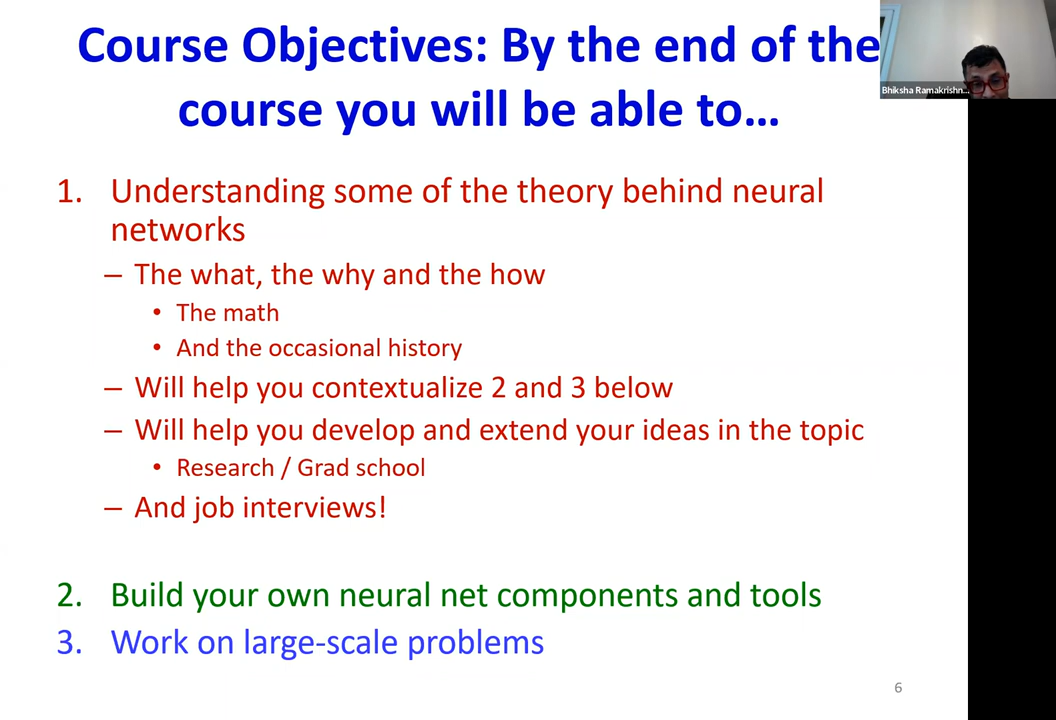 Course Objectives: By the end of the
course you will be able to…
Bhiksha Ramakrishn...
1. Understanding some of the theory behind neural
networks
– The what, the why and the how
• The math
• And the occasional history
– Will help you contextualize 2 and 3 below
– Will help you develop and extend your ideas in the topic
• Research / Grad school
– And job interviews!
2. Build your own neural net components and tools
3. Work on large-scale problems
6